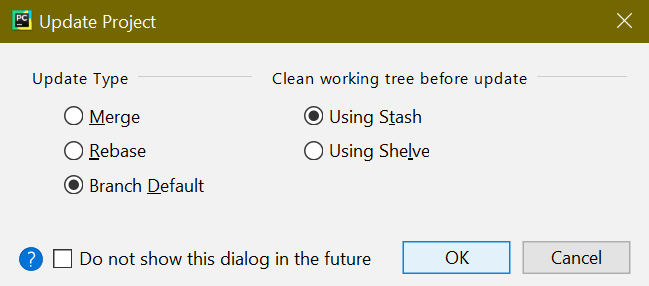 PC
Update Project
Update Type
Clean working tree before update
Merge
Using Stash
Rebase
Using Shelve
Branch Default
? Do not show this dialog in the future
OK
Cancel